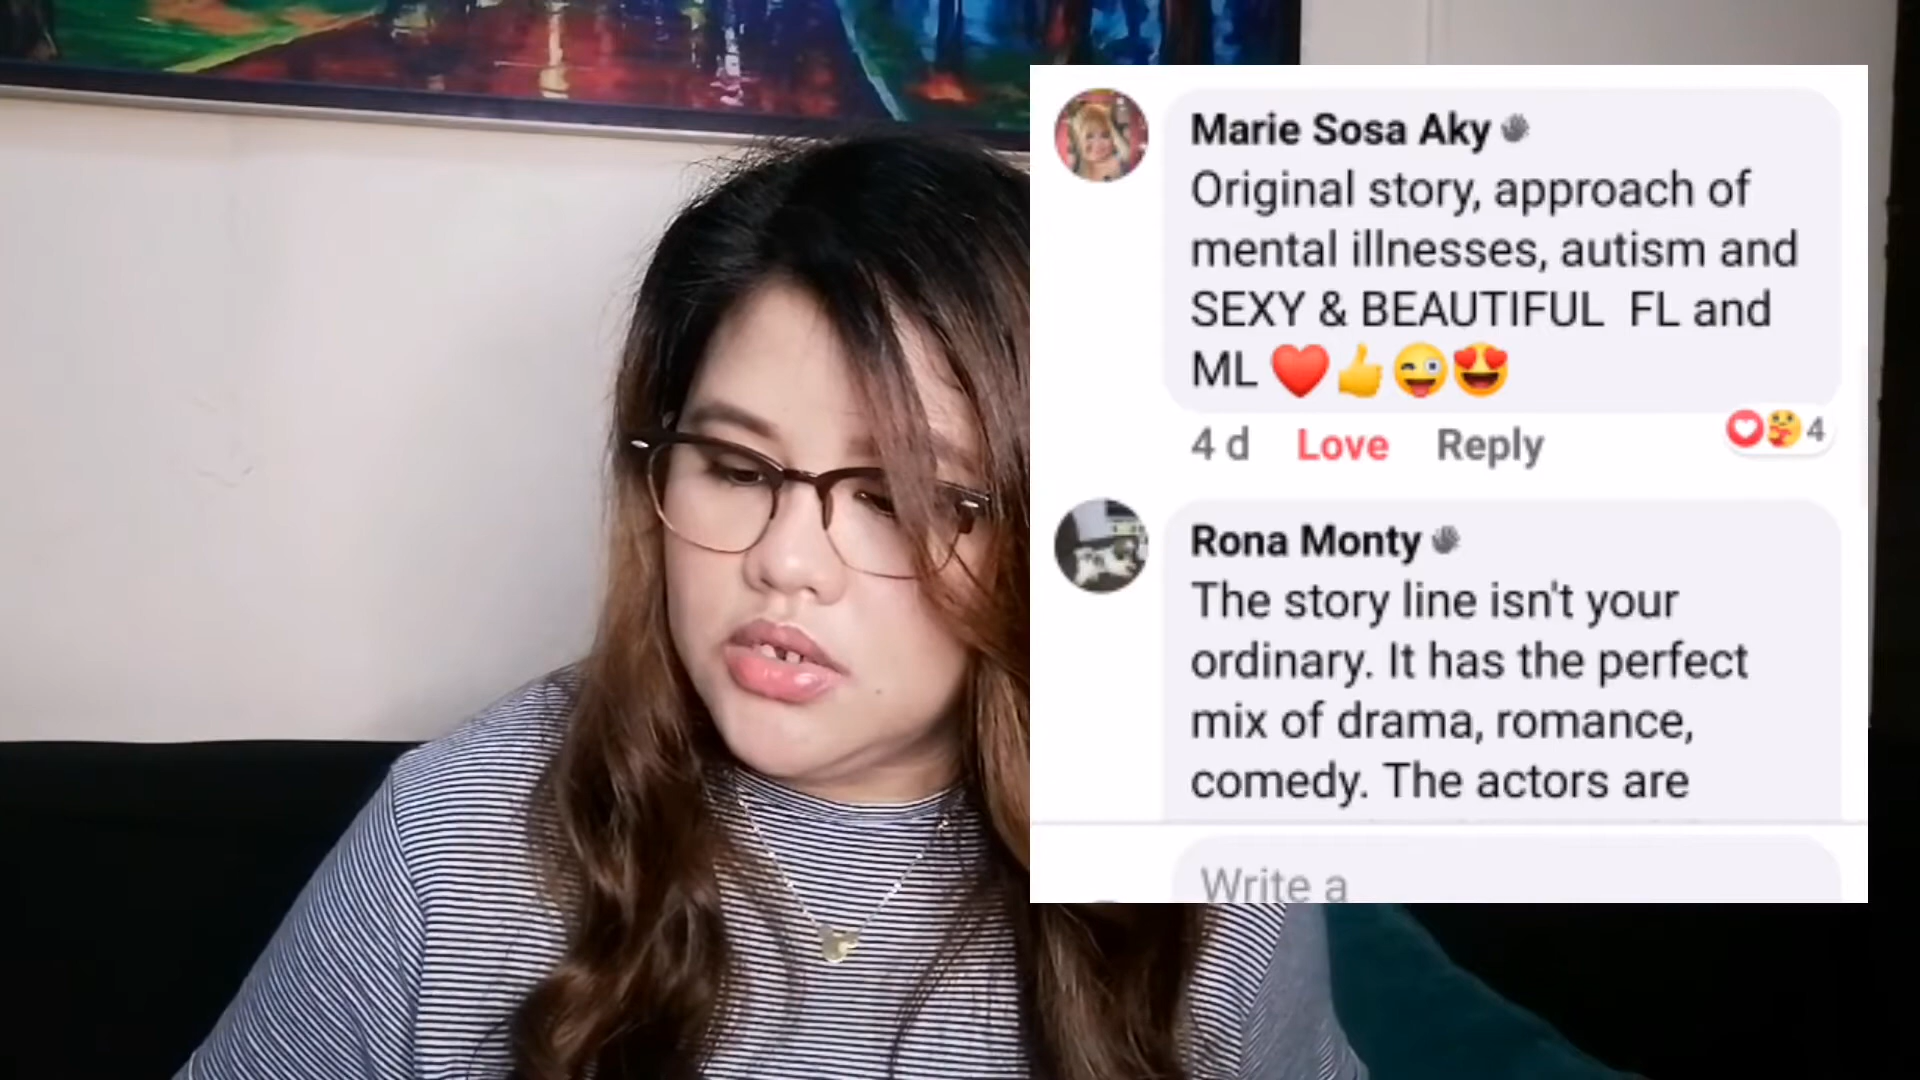 Marie Sosa Aky
Original story, approach of
mental illnesses, autism and
SEXY & BEAUTIFUL FL and
ML ❤️👍😜😍
4 d Love Reply
4
Rona Monty
The story line isn't your
ordinary. It has the perfect
mix of drama, romance,
comedy. The actors are
Write a